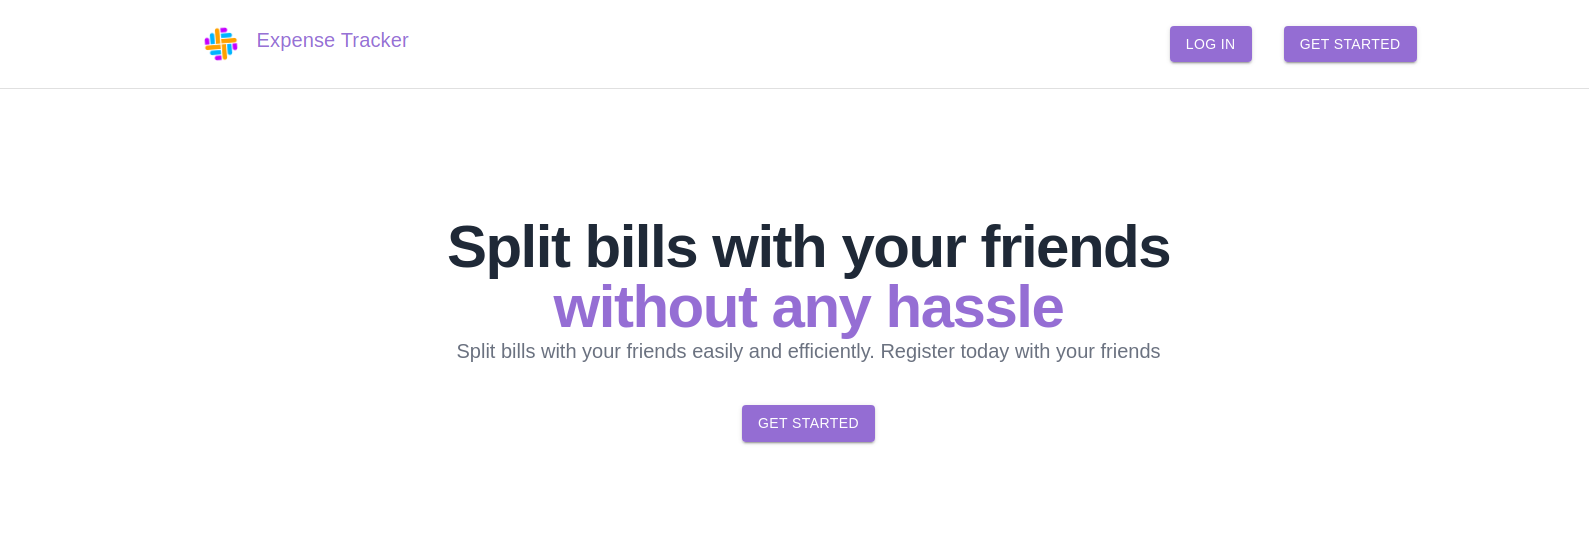 Expense Tracker
LOG IN
GET STARTED
Split bills with your friends
without any hassle
Split bills with your friends easily and efficiently. Register today with your friends
GET STARTED